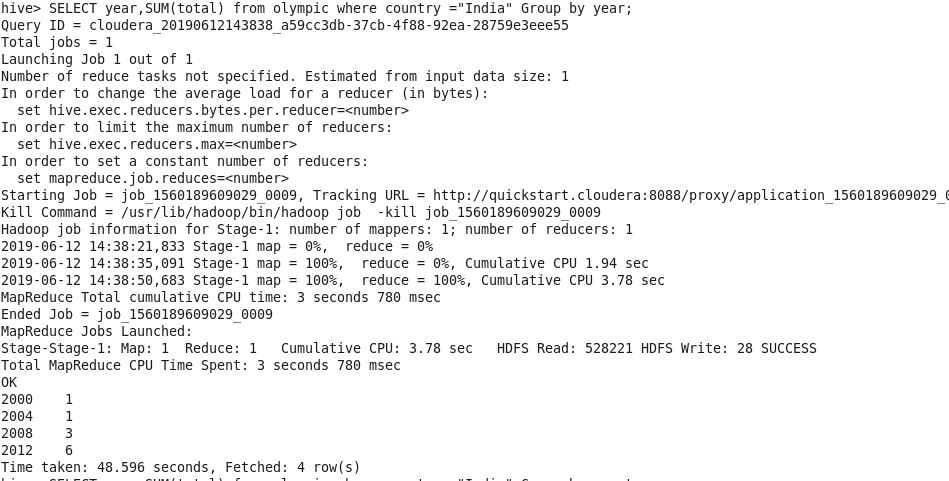 hive> SELECT year,SUM(total) from olympic where country ="India" Group by year;
Query ID = cloudera_20190612143838_a59cc3db-37cb-4f88-92ea-28759e3eee55
Total jobs = 1
Launching Job 1 out of 1
Number of reduce tasks not specified. Estimated from input data size: 1
In order to change the average load for a reducer (in bytes):
  set hive.exec.reducers.bytes.per.reducer=<number>
In order to limit the maximum number of reducers:
  set hive.exec.reducers.max=<number>
In order to set a constant number of reducers:
  set mapreduce.job.reduces=<number>
Starting Job = job_1560189609029_0009, Tracking URL = http://quickstart.cloudera:8088/proxy/application_1560189609029_0
Kill Command = /usr/lib/hadoop/bin/hadoop job  -kill job_1560189609029_0009
Hadoop job information for Stage-1: number of mappers: 1; number of reducers: 1
2019-06-12 14:38:21,833 Stage-1 map = 0%,  reduce = 0%
2019-06-12 14:38:35,091 Stage-1 map = 100%,  reduce = 0%, Cumulative CPU 1.94 sec
2019-06-12 14:38:50,683 Stage-1 map = 100%,  reduce = 100%, Cumulative CPU 3.78 sec
MapReduce Total cumulative CPU time: 3 seconds 780 msec
Ended Job = job_1560189609029_0009
MapReduce Jobs Launched:
Stage-Stage-1: Map: 1  Reduce: 1   Cumulative CPU: 3.78 sec   HDFS Read: 528221 HDFS Write: 28 SUCCESS
Total MapReduce CPU Time Spent: 3 seconds 780 msec
OK
2000    1
2004    1
2008    3
2012    6
Time taken: 48.596 seconds, Fetched: 4 row(s)